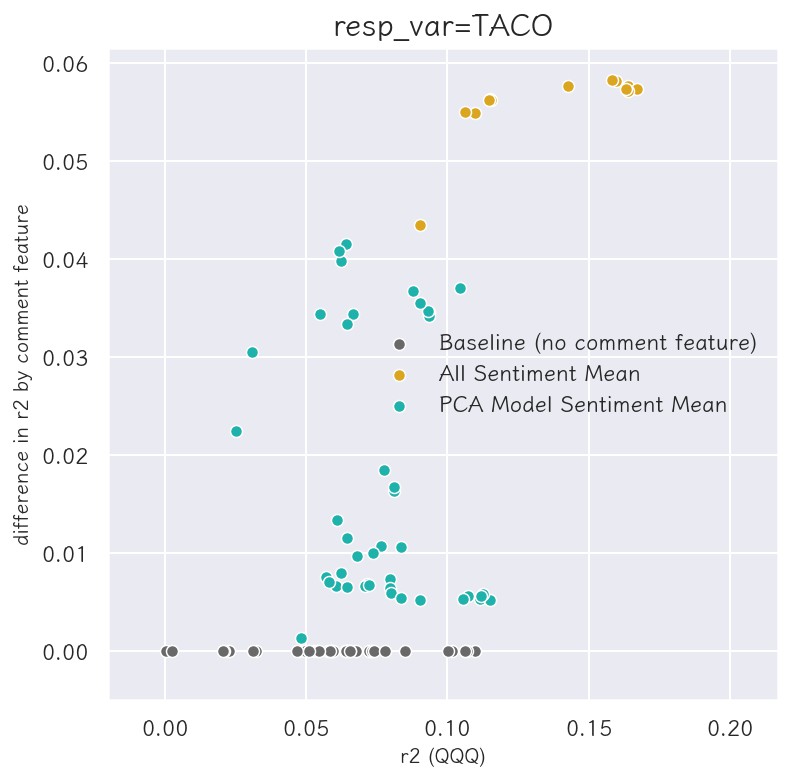 resp_var=TACO
0.06
0.05
0.04
0.03
0.02
0.01
0.00
difference in r2 by comment feature
Baseline (no comment feature)
All Sentiment Mean
PCA Model Sentiment Mean
0.00 0.05 0.10 0.15 0.20
r2 (QQQ)